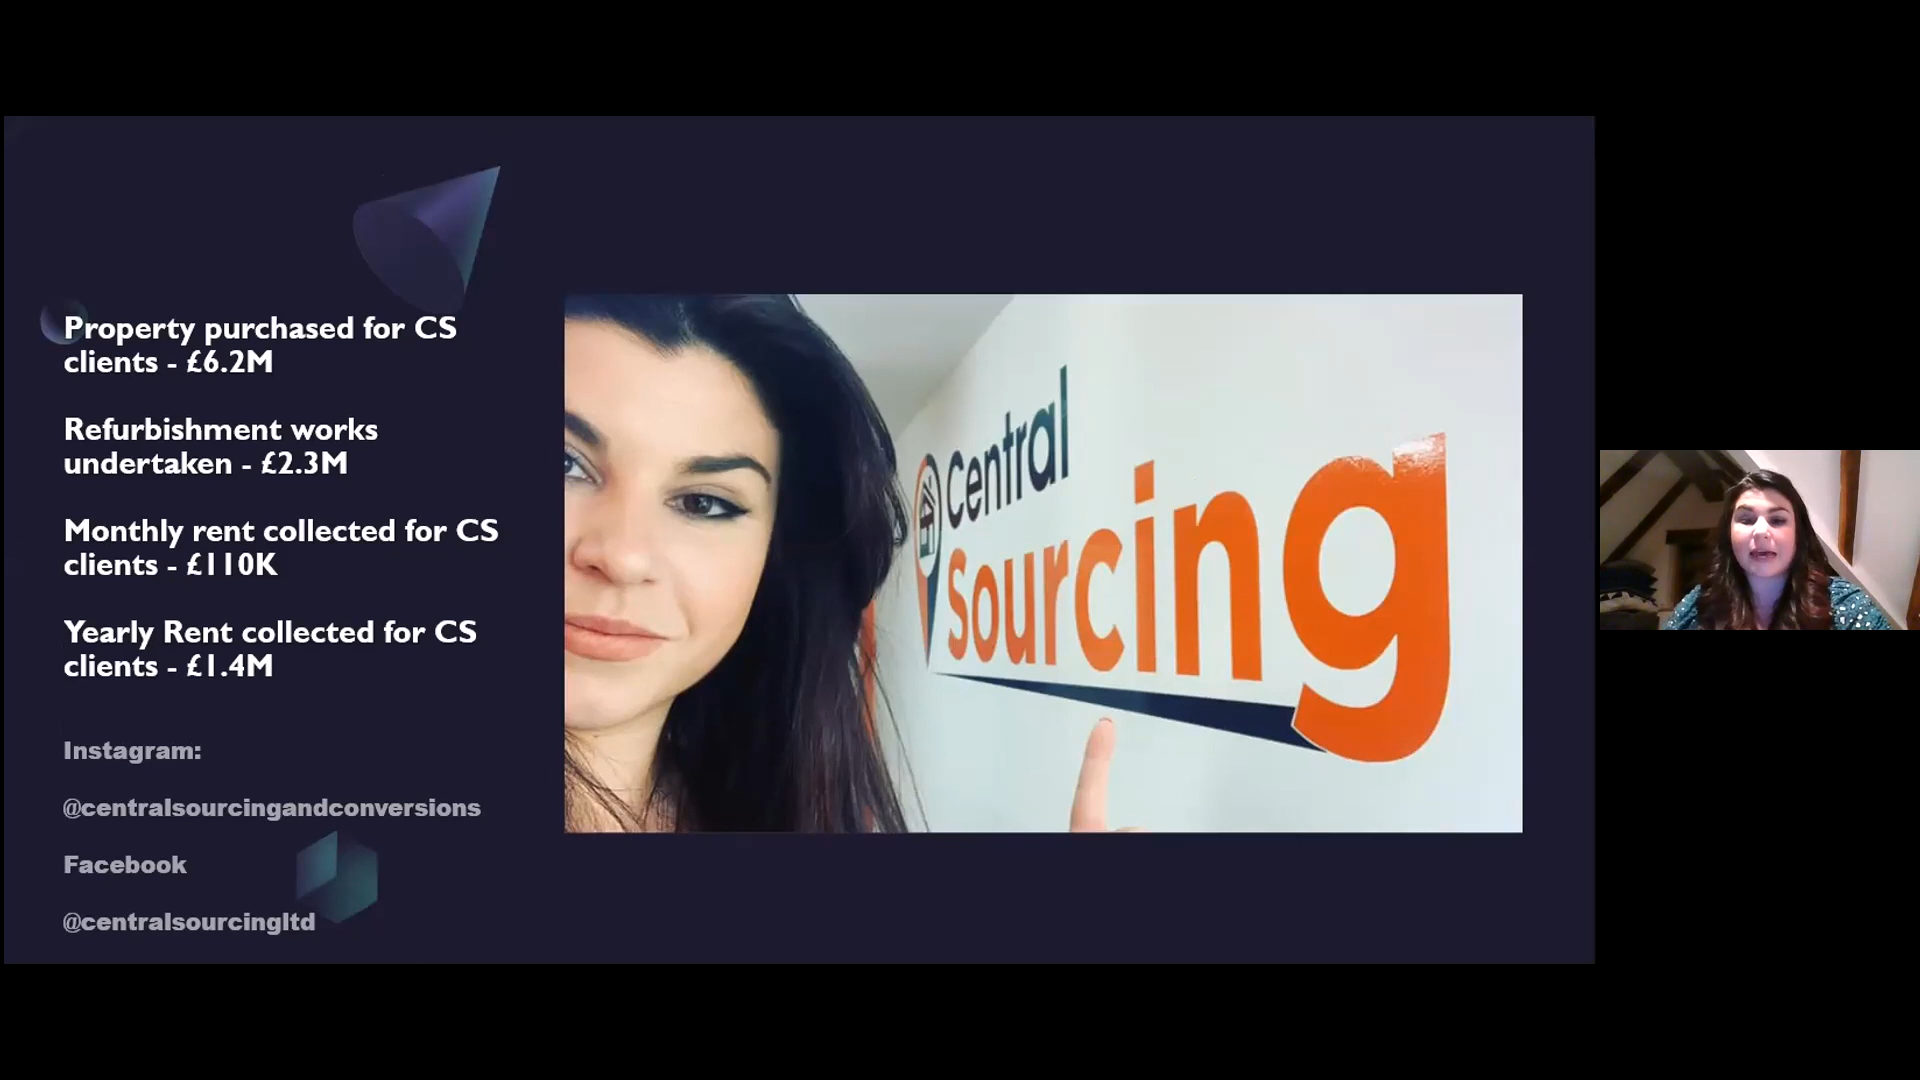 Property purchased for CS
clients - £6.2M
Refurbishment works
undertaken - £2.3M
Monthly rent collected for CS
clients - £110K
Yearly Rent collected for CS
clients - £1.4M
Instagram:
@centralsourcingandconversions
Facebook
@centralsourcingltd
Central
Sourcing